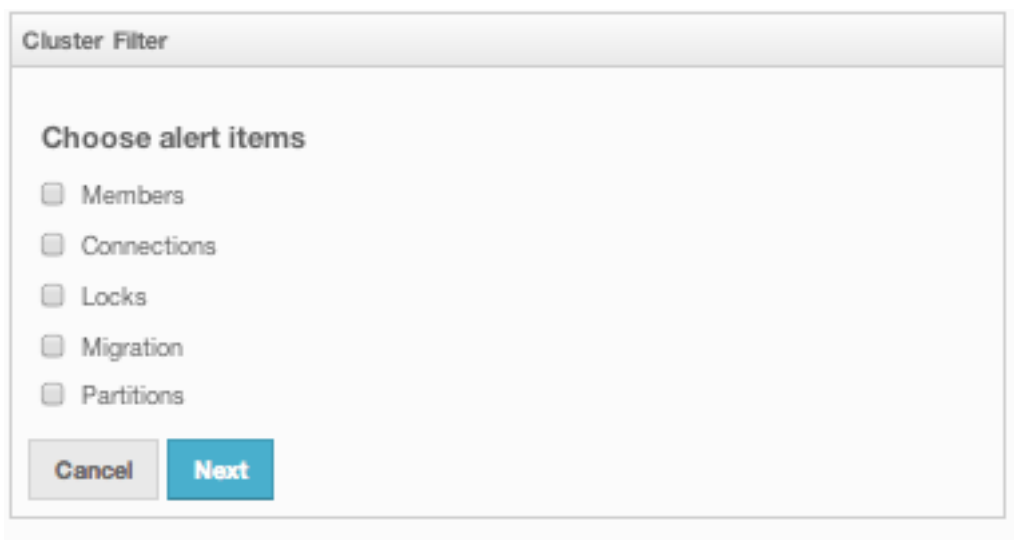 Cluster Filter
Choose alert items
Members
Connections
Locks
Migration
Partitions
Cancel Next